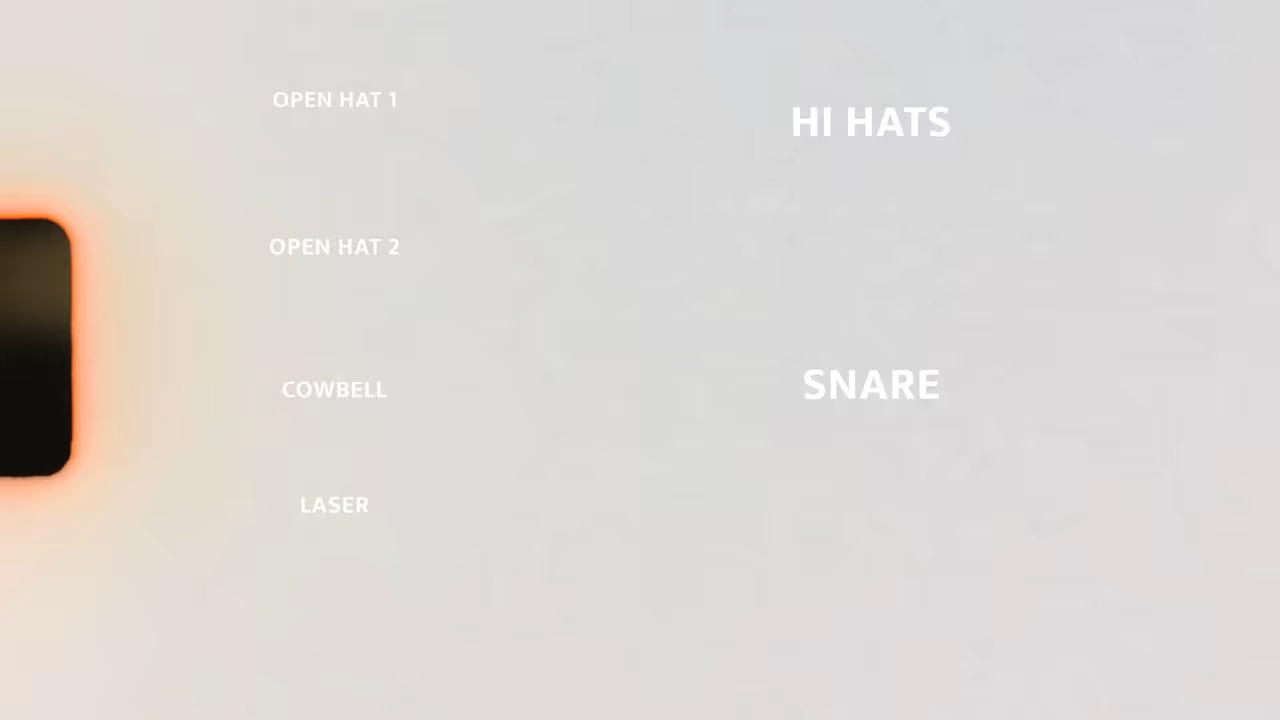 OPEN HAT 1
OPEN HAT 2
COWBELL
LASER
HI HATS
SNARE